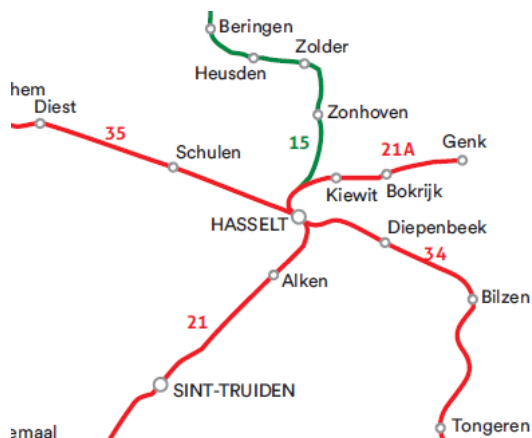 Beringen
Zolder
Heusden
hem
Diest
35
Zonhoven
15
21A
Genk
Schulen
Kiewit
Bokrijk
HASSELT
Diepenbeek
34
Alken
Bilzen
21
SINT-TRUIDEN
emaal
Tongeren